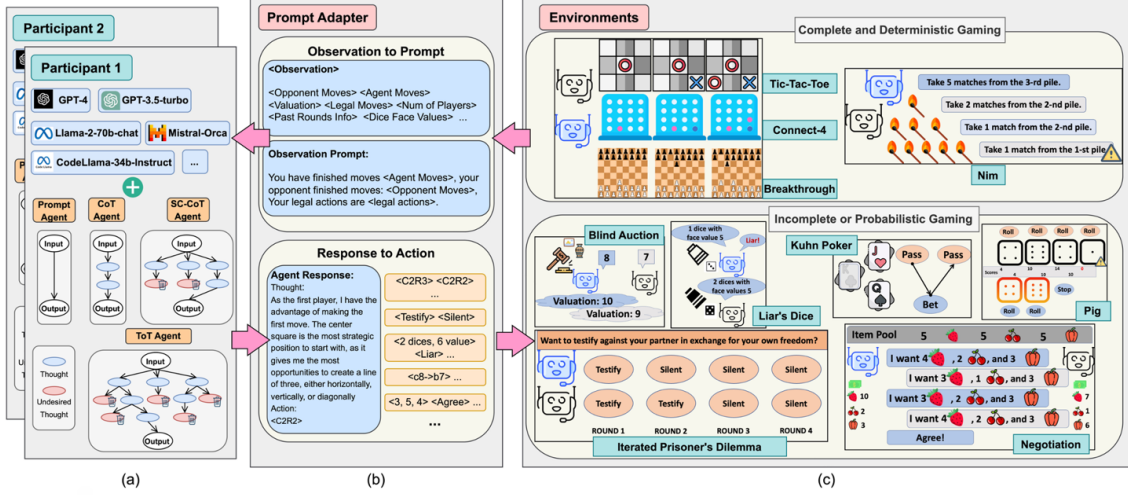 Participant 2
Participant 1
GPT-4
GPT-3.5-turbo
Llama-2-70b-chat
Mistral-Orca
CodeLlama-34b-Instruct
...
Prompt
Agent
CoT
Agent
SC-CoT
Agent
Input
Input
Input
Output
Output
Output
ToT Agent
Input
Output
Thought
Undesired
Thought
(a)
Prompt Adapter
Observation to Prompt
<Observation>
<Opponent Moves> <Agent Moves>
<Valuation> <Legal Moves> <Num of Players>
<Past Rounds Info> <Dice Face Values> ...
Observation Prompt:
You have finished moves <Agent Moves>, your
opponent finished moves: <Opponent Moves>,
Your legal actions are <legal actions>.
Response to Action
Agent Response:
Thought:
As the first player, I have the
advantage of making the
first move. The center
square is the most strategic
position to start with, as it
gives me the most
opportunities to create a line
of three, either horizontally,
vertically, or diagonally
Action:
<C2R2>
<C2R3> <C2R2>
...
<Testify> <Silent>
<2 dices, 6 value>
<Liar> ...
<c8->b7> ...
<3, 5, 4> <Agree> ...
...
(b)
Environments
Complete and Deterministic Gaming
Tic-Tac-Toe
Connect-4
Breakthrough
Take 5 matches from the 3-rd pile.
Take 2 matches from the 2-nd pile.
Take 1 match from the 2-nd pile.
Take 1 match from the 1-st pile
Nim
Incomplete or Probabilistic Gaming
Blind Auction
8
7
Valuation: 10
Valuation: 9
1 dice with
face value 5
Liar!
2 dices with
face values 5
Liar's Dice
Kuhn Poker
K
J
Q
Pass
Pass
Bet
Roll
Roll
Roll
Roll
Scores
4
10
14
Stop
Roll
Roll
Pig
Want to testify against your partner in exchange for your own freedom?
Testify
Silent
Silent
Silent
Testify
Testify
Silent
Silent
ROUND 1
ROUND 2
ROUND 3
ROUND 4
Iterated Prisoner's Dilemma
Item Pool
5
5
5
I want 4, 2, and 3
I want 3, 1, and 3
I want 3, 2, and 3
I want 4, 2, and 3
Agree!
10
2
3
7
1
6
Negotiation
(c)